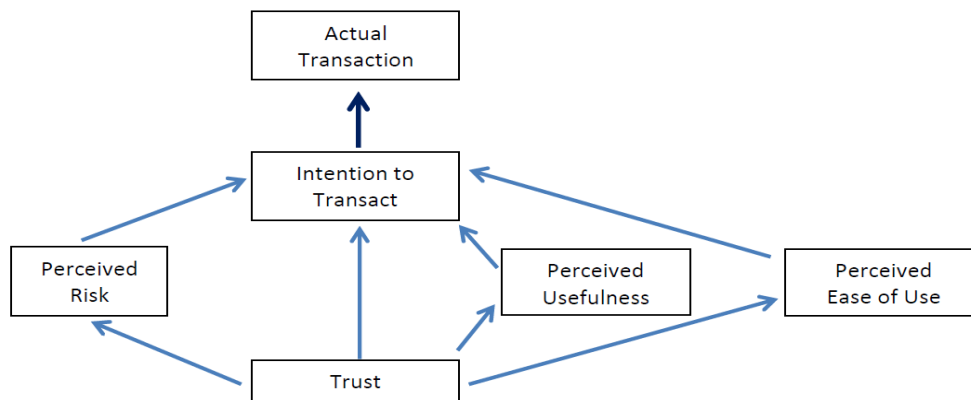 Actual
Transaction
Intention to
Transact
Perceived
Risk
Perceived
Usefulness
Perceived
Ease of Use
Trust